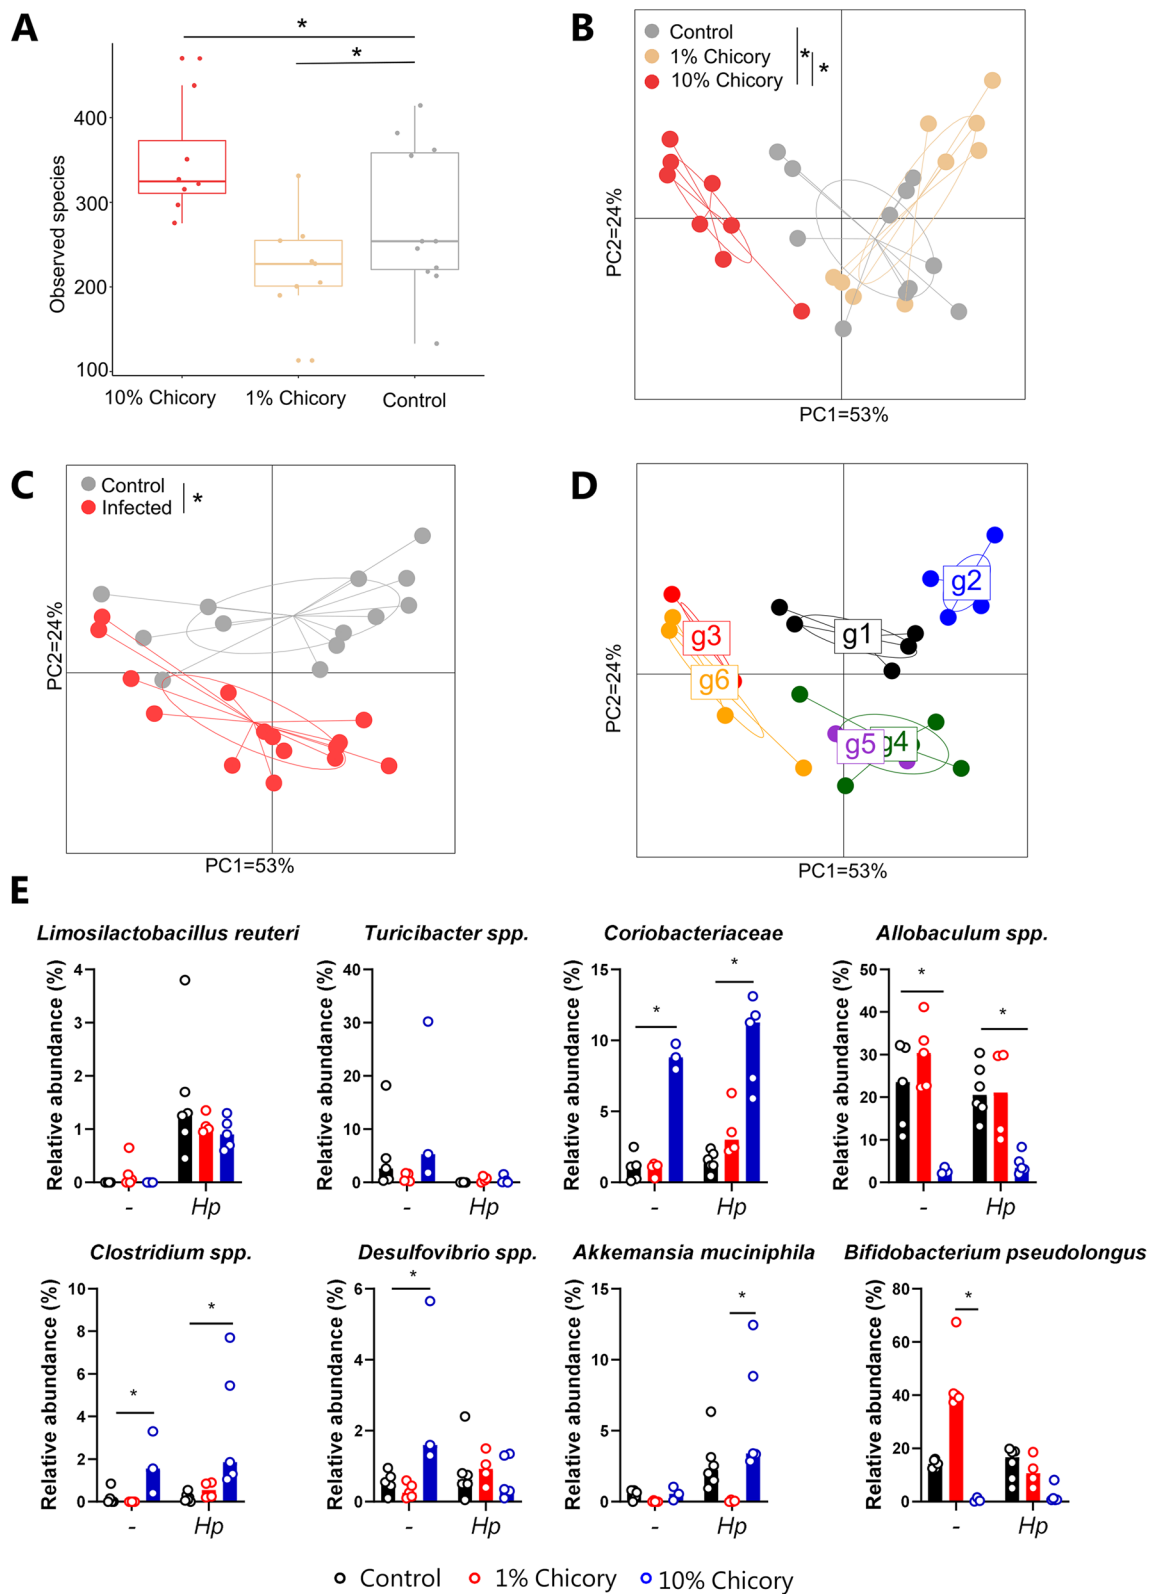 A
*
*
Observed species
400
300
200
100
10% Chicory
1% Chicory
Control
B
Control
1% Chicory
10% Chicory
*
*
PC2=24%
PC1=53%
C
Control
Infected
*
PC2=24%
PC1=53%
D
g1
g2
g3
g6
g5
g4
PC2=24%
PC1=53%
E
Limosilactobillus reuteri
Relative abundance (%)
4
3
2
1
0
-
Hp
Turicibacter spp.
Relative abundance (%)
40
30
20
10
0
-
Hp
Coriobacteriaceae
Relative abundance (%)
15
10
5
0
*
*
-
Hp
Allobaculum spp.
Relative abundance (%)
50
40
30
20
10
0
*
*
-
Hp
Clostridium spp.
Relative abundance (%)
10
8
6
4
2
0
*
*
-
Hp
Desulfovibrio spp.
Relative abundance (%)
6
4
2
0
*
-
Hp
Akkemansia muciniphila
Relative abundance (%)
15
10
5
0
*
-
Hp
Bifidobacterium pseudolongus
Relative abundance (%)
80
60
40
20
0
*
-
Hp
Control
1% Chicory
10% Chicory